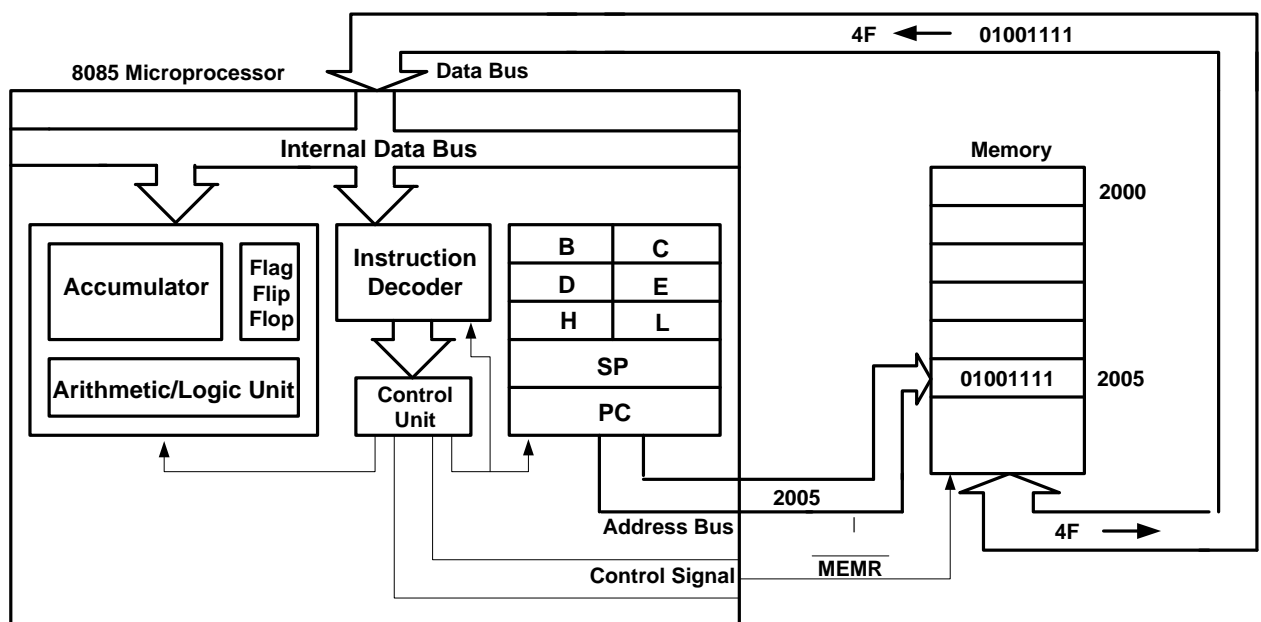 4F 01001111
8085 Microprocessor
Data Bus
Internal Data Bus
Memory
2000
Accumulator
Flag
Flip
Flop
Instruction
Decoder
B C
D E
H L
SP
PC
Arithmetic/Logic Unit
Control
Unit
01001111 2005
2005
Address Bus
4F
Control Signal
MEMR